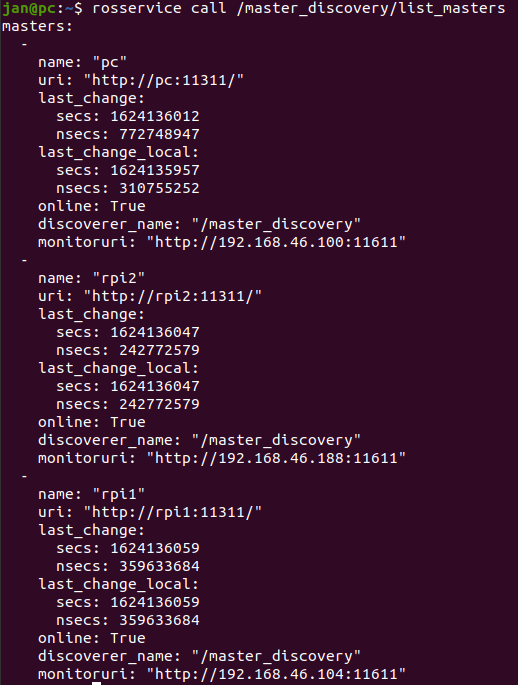 jan@pc:~$ rosservice call /master_discovery/list_masters
masters:
  -
    name: "pc"
    uri: "http://pc:11311/"
    last_change:
      secs: 1624136012
      nsecs: 772748947
    last_change_local:
      secs: 1624135957
      nsecs: 310755252
    online: True
    discoverer_name: "/master_discovery"
    monitoruri: "http://192.168.46.100:11611"
  -
    name: "rpi2"
    uri: "http://rpi2:11311/"
    last_change:
      secs: 1624136047
      nsecs: 242772579
    last_change_local:
      secs: 1624136047
      nsecs: 242772579
    online: True
    discoverer_name: "/master_discovery"
    monitoruri: "http://192.168.46.188:11611"
  -
    name: "rpi1"
    uri: "http://rpi1:11311/"
    last_change:
      secs: 1624136059
      nsecs: 359633684
    last_change_local:
      secs: 1624136059
      nsecs: 359633684
    online: True
    discoverer_name: "/master_discovery"
    monitoruri: "http://192.168.46.104:11611"